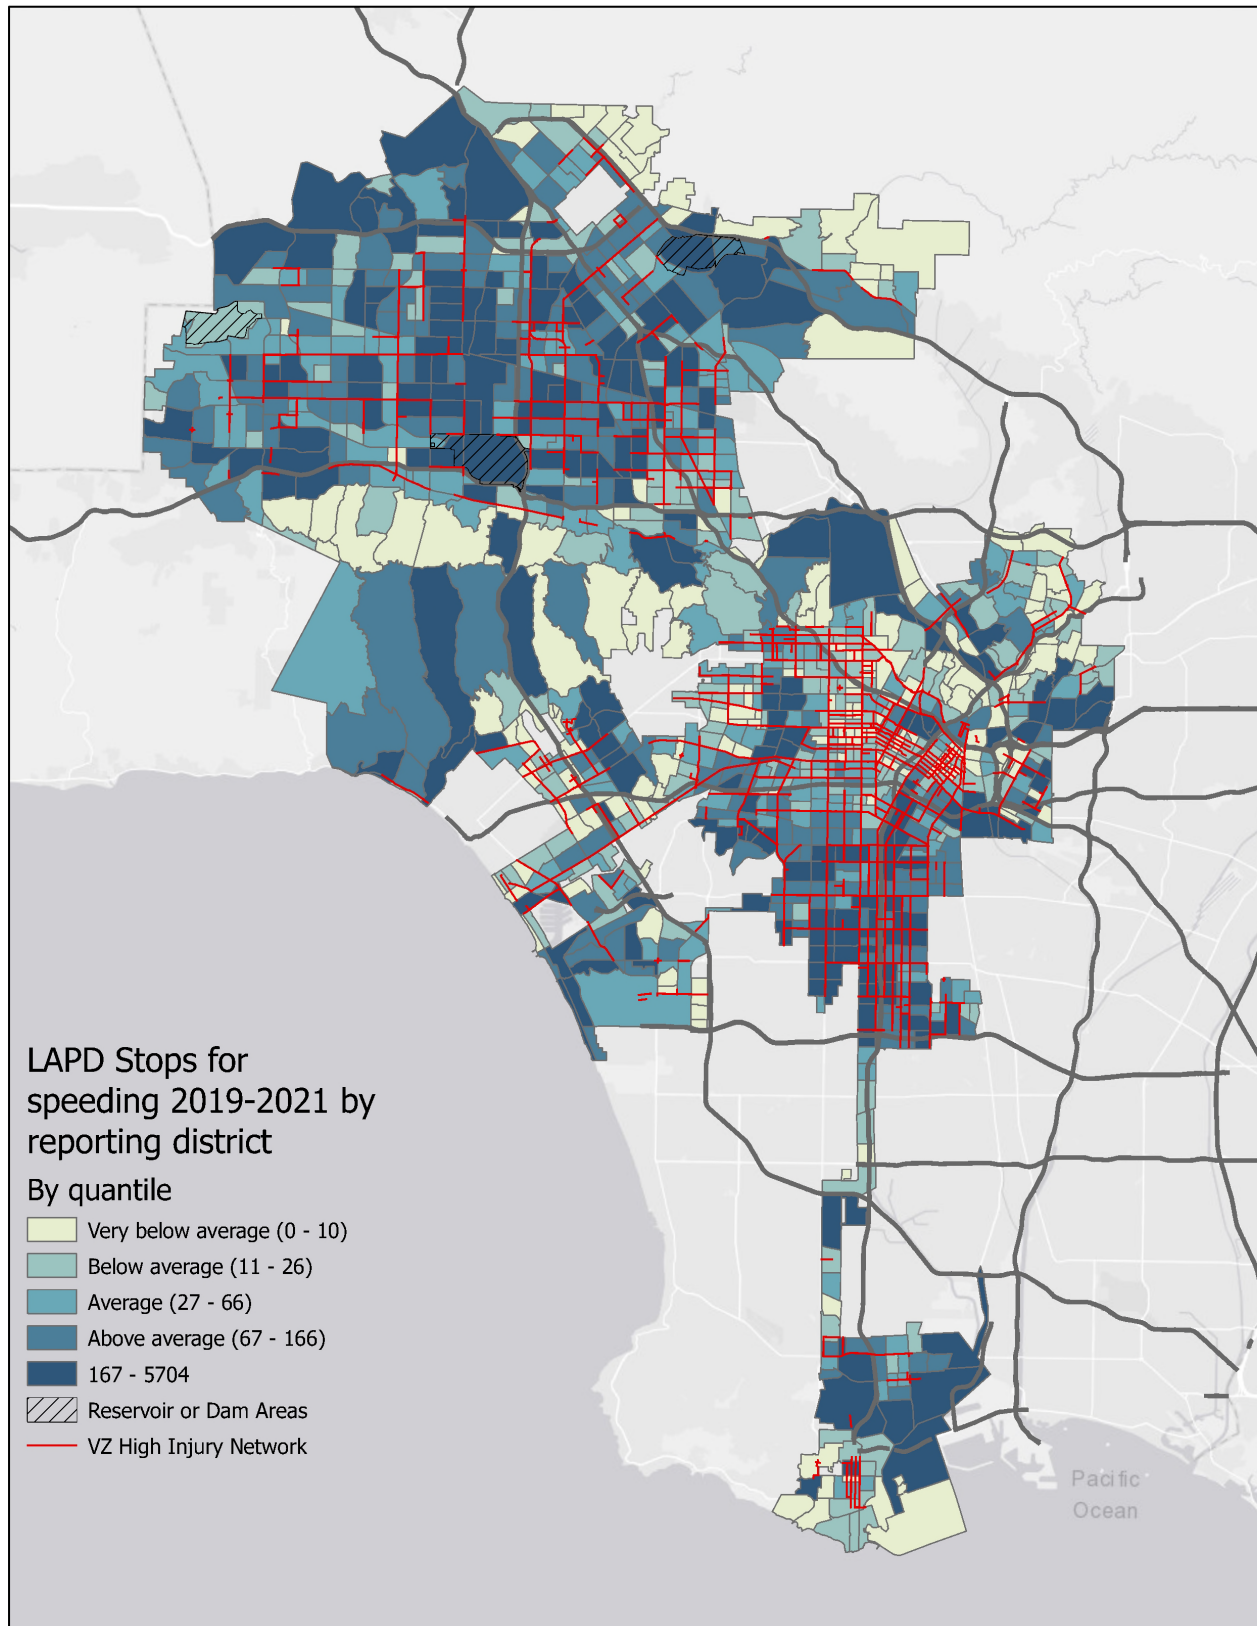 LAPD Stops for
speeding 2019-2021 by
reporting district
By quantile
Very below average (0 - 10)
Below average (11 - 26)
Average (27 - 66)
Above average (67 - 166)
167 - 5704
Reservoir or Dam Areas
VZ High Injury Network
Pacific
Ocean